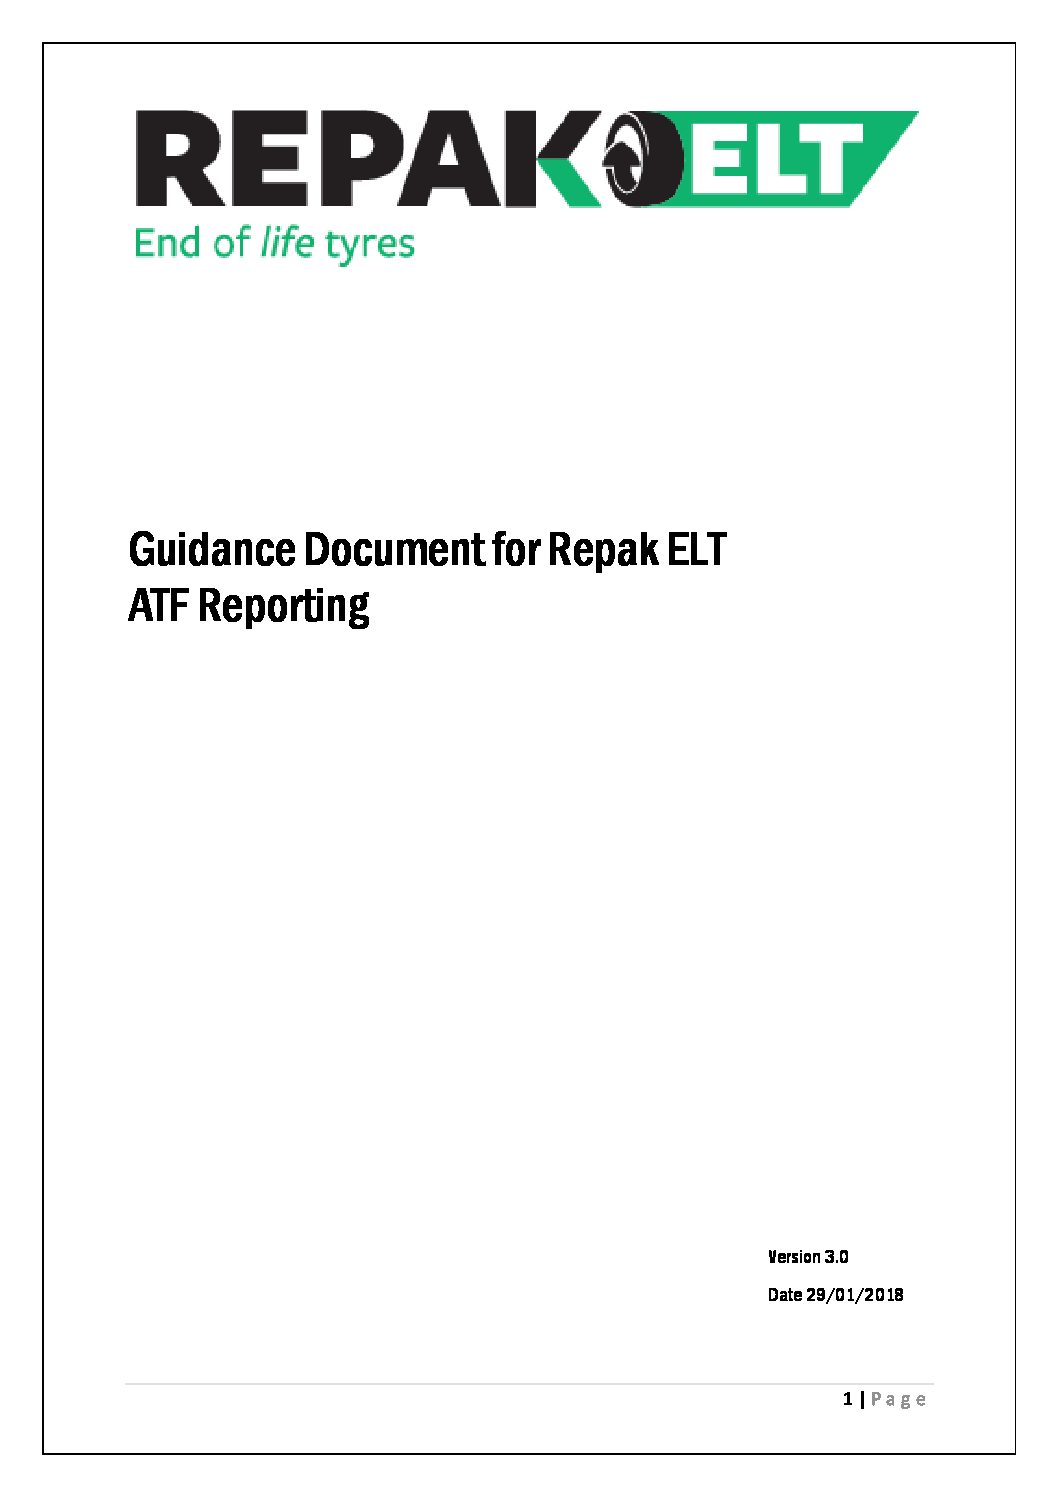 REPAK ELT
End of life tyres
Guidance Document for Repak ELT
ATF Reporting
Version 3.0
Date 29/01/2018
1 | Page